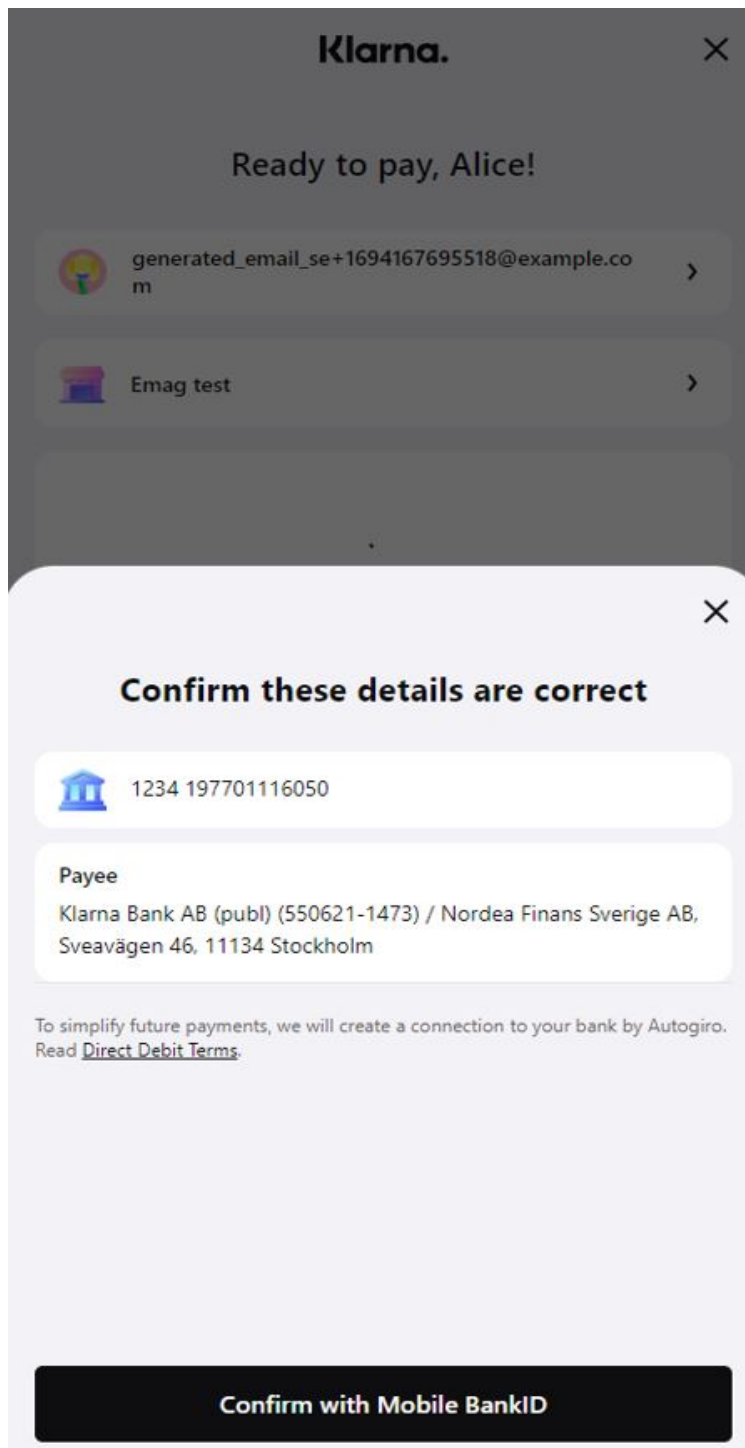 Klarna.
Ready to pay, Alice!
generated_email_se+1694167695518@example.co
m
Emag test
Confirm these details are correct
1234 197701116050
Payee
Klarna Bank AB (publ) (550621-1473) / Nordea Finans Sverige AB,
Sveavägen 46, 11134 Stockholm
To simplify future payments, we will create a connection to your bank by Autogiro.
Read Direct Debit Terms.
Confirm with Mobile BankID